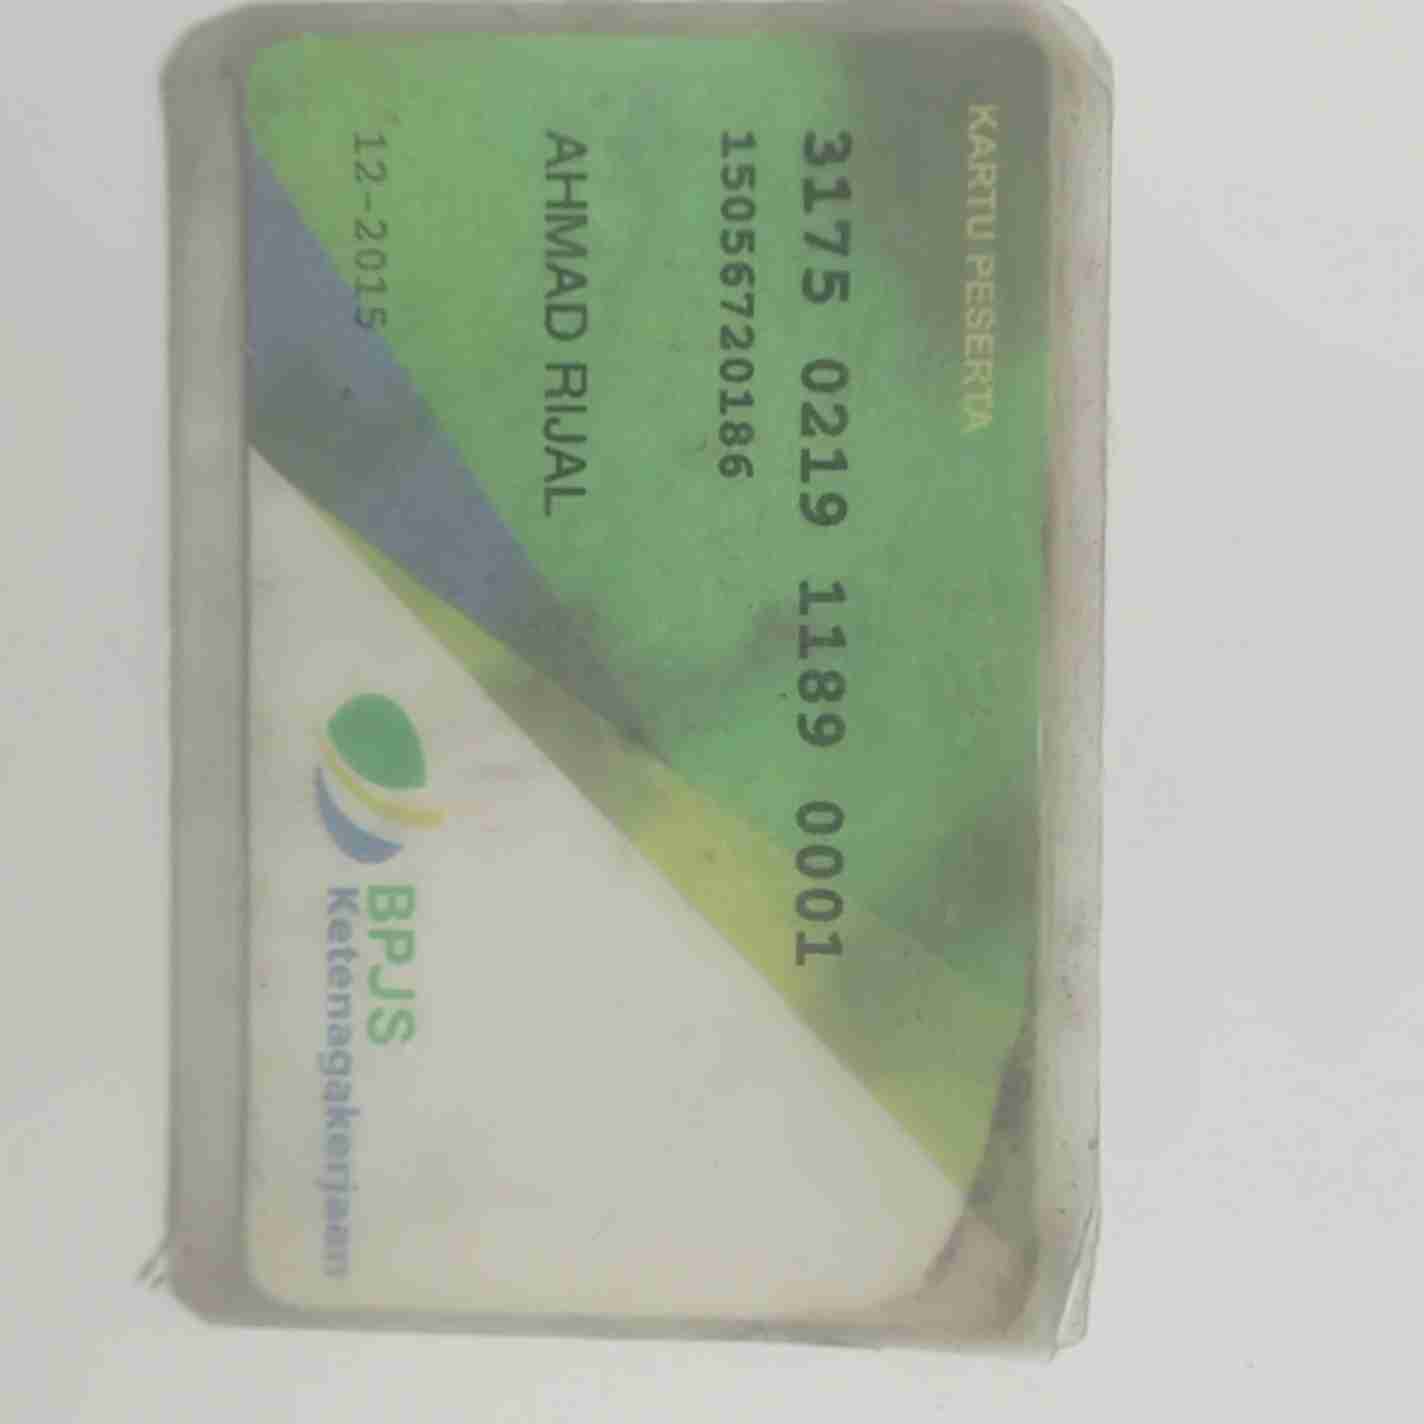 KARTU PESERTA
3175 0219 1189 0001
15056720186
AHMAD RIJAL
12-2015
BPJS
Ketenagakerjaan